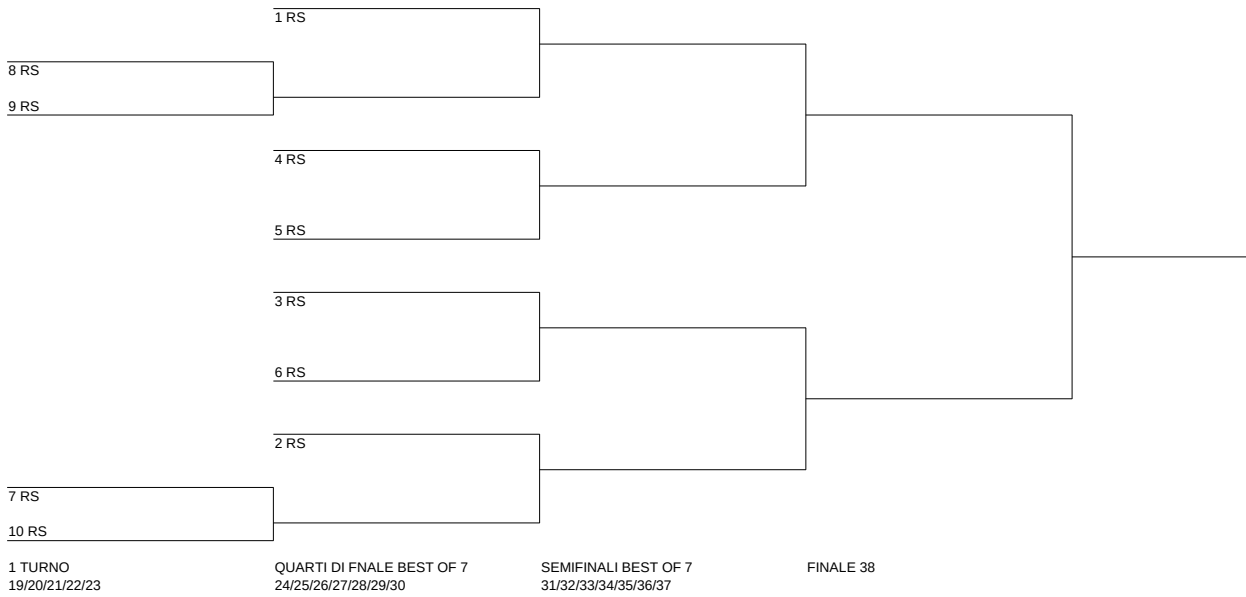 1 RS
8 RS
9 RS
4 RS
5 RS
3 RS
6 RS
2 RS
7 RS
10 RS
1 TURNO
19/20/21/22/23
QUARTI DI FNALE BEST OF 7
24/25/26/27/28/29/30
SEMIFINALI BEST OF 7
31/32/33/34/35/36/37
FINALE 38